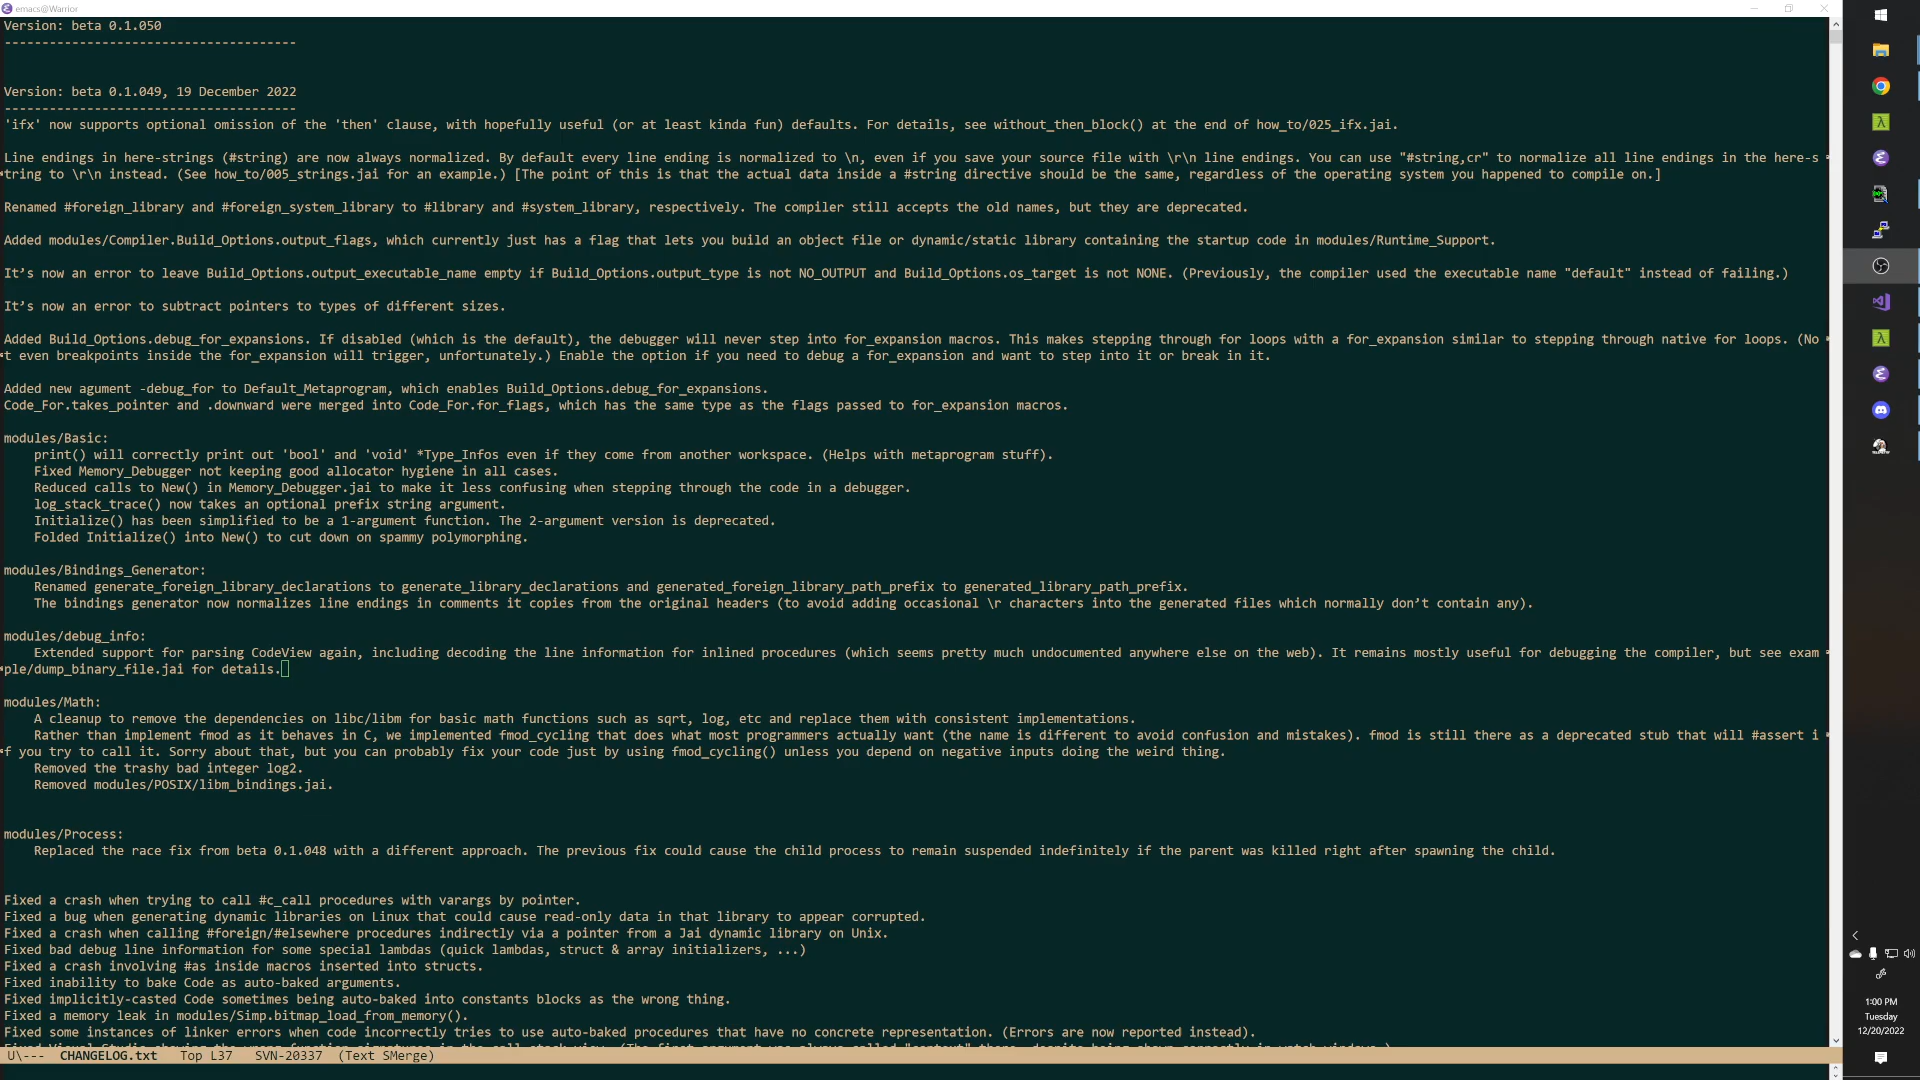 emacs@Warrior
Version: beta 0.1.050
---------------------------------------
Version: beta 0.1.049, 19 December 2022
---------------------------------------
'ifx' now supports optional omission of the 'then' clause, with hopefully useful (or at least kinda fun) defaults. For details, see without_then_block() at the end of how_to/025_ifx.jai.
Line endings in here-strings (#string) are now always normalized. By default every line ending is normalized to \n, even if you save your source file with \r\n line endings. You can use "#string,cr" to normalize all line endings in the here-s
tring to \r\n instead. (See how_to/005_strings.jai for an example.) [The point of this is that the actual data inside a #string directive should be the same, regardless of the operating system you happened to compile on.]
Renamed #foreign_library and #foreign_system_library to #library and #system_library, respectively. The compiler still accepts the old names, but they are deprecated.
Added modules/Compiler.Build_Options.output_flags, which currently just has a flag that lets you build an object file or dynamic/static library containing the startup code in modules/Runtime_Support.
It's now an error to leave Build_Options.output_executable_name empty if Build_Options.output_type is not NO_OUTPUT and Build_Options.os_target is not NONE. (Previously, the compiler used the executable name "default" instead of failing.)
It's now an error to subtract pointers to types of different sizes.
Added Build_Options.debug_for_expansions. If disabled (which is the default), the debugger will never step into for_expansion macros. This makes stepping through for loops with a for_expansion similar to stepping through native for loops. (No
t even breakpoints inside the for_expansion will trigger, unfortunately.) Enable the option if you need to debug a for_expansion and want to step into it or break in it.
Added new agument -debug_for to Default_Metaprogram, which enables Build_Options.debug_for_expansions.
Code_For.takes_pointer and .downward were merged into Code_For.for_flags, which has the same type as the flags passed to for_expansion macros.
modules/Basic:
print() will correctly print out 'bool' and 'void' *Type_Infos even if they come from another workspace. (Helps with metaprogram stuff).
Fixed Memory_Debugger not keeping good allocator hygiene in all cases.
Reduced calls to New() in Memory_Debugger.jai to make it less confusing when stepping through the code in a debugger.
log_stack_trace() now takes an optional prefix string argument.
Initialize() has been simplified to be a 1-argument function. The 2-argument version is deprecated.
Folded Initialize() into New() to cut down on spammy polymorphing.
modules/Bindings_Generator:
Renamed generate_foreign_library_declarations to generate_library_declarations and generated_foreign_library_path_prefix to generated_library_path_prefix.
The bindings generator now normalizes line endings in comments it copies from the original headers (to avoid adding occasional \r characters into the generated files which normally don't contain any).
modules/debug_info:
Extended support for parsing CodeView again, including decoding the line information for inlined procedures (which seems pretty much undocumented anywhere else on the web). It remains mostly useful for debugging the compiler, but see exam
ple/dump_binary_file.jai for details.
modules/Math:
A cleanup to remove the dependencies on libc/libm for basic math functions such as sqrt, log, etc and replace them with consistent implementations.
Rather than implement fmod as it behaves in C, we implemented fmod_cycling that does what most programmers actually want (the name is different to avoid confusion and mistakes). fmod is still there as a deprecated stub that will #assert i
f you try to call it. Sorry about that, but you can probably fix your code just by using fmod_cycling() unless you depend on negative inputs doing the weird thing.
Removed the trashy bad integer log2.
Removed modules/POSIX/libm_bindings.jai.
modules/Process:
Replaced the race fix from beta 0.1.048 with a different approach. The previous fix could cause the child process to remain suspended indefinitely if the parent was killed right after spawning the child.
Fixed a crash when trying to call #c_call procedures with varargs by pointer.
Fixed a bug when generating dynamic libraries on Linux that could cause read-only data in that library to appear corrupted.
Fixed a crash when calling #foreign/#elsewhere procedures indirectly via a pointer from a Jai dynamic library on Unix.
Fixed bad debug line information for some special lambdas (quick lambdas, struct & array initializers, ...)
Fixed a crash involving #as inside macros inserted into structs.
Fixed inability to bake Code as auto-baked arguments.
Fixed implicitly-casted Code sometimes being auto-baked into constants blocks as the wrong thing.
Fixed a memory leak in modules/Simp.bitmap_load_from_memory().
Fixed some instances of linker errors when code incorrectly tries to use auto-baked procedures that have no concrete representation. (Errors are now reported instead).
U\--- CHANGELOG.txt Top L37 SVN-20337 (Text SMerge)
1:00 PM
Tuesday
12/20/2022